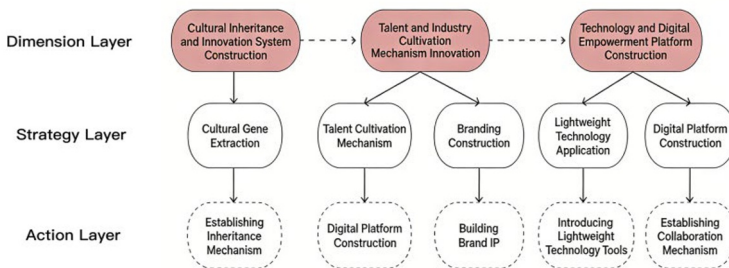 Dimension Layer
Cultural Inheritance
and Innovation System
Construction
Talent and Industry
Cultivation
Mechanism Innovation
Technology and Digital
Empowerment Platform
Construction
Strategy Layer
Cultural Gene
Extraction
Talent Cultivation
Mechanism
Branding
Construction
Lightweight
Technology
Application
Digital Platform
Construction
Action Layer
Establishing
Inheritance
Mechanism
Digital Platform
Construction
Building
Brand IP
Introducing
Lightweight
Technology Tools
Establishing
Collaboration
Mechanism